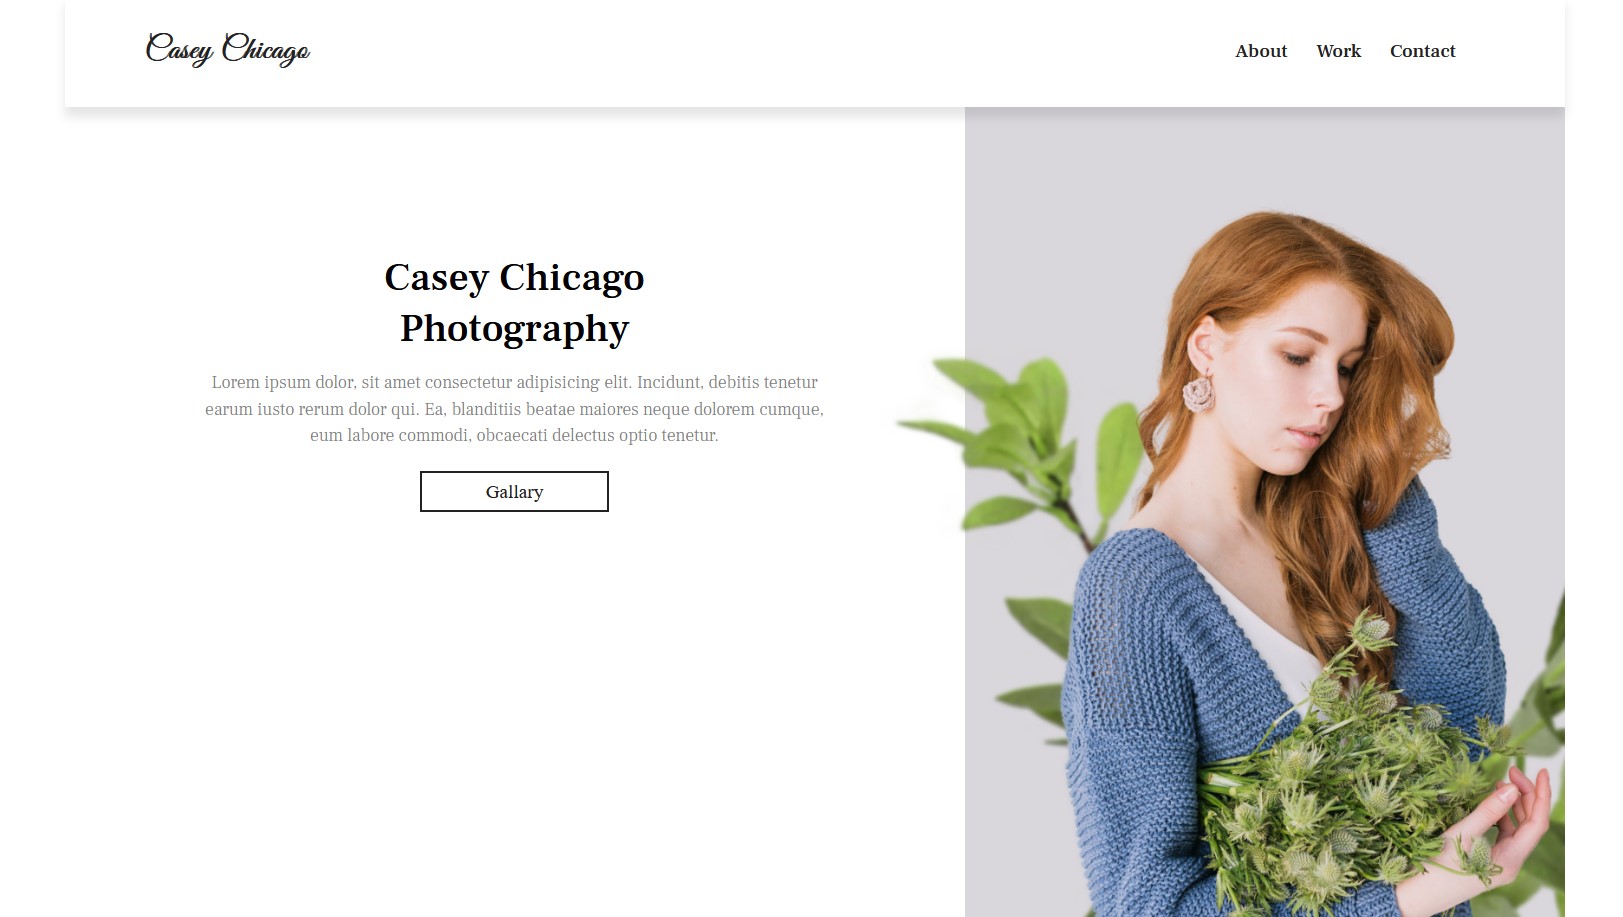 Casey Chicago
About Work Contact
Casey Chicago
Photography
Lorem ipsum dolor, sit amet consectetur adipisicing elit. Incidunt, debitis tenetur
earum iusto rerum dolor qui. Ea, blanditiis beatae maiores neque dolorem cumque,
eum labore commodi, obcaecati delectus optio tenetur.
Gallary